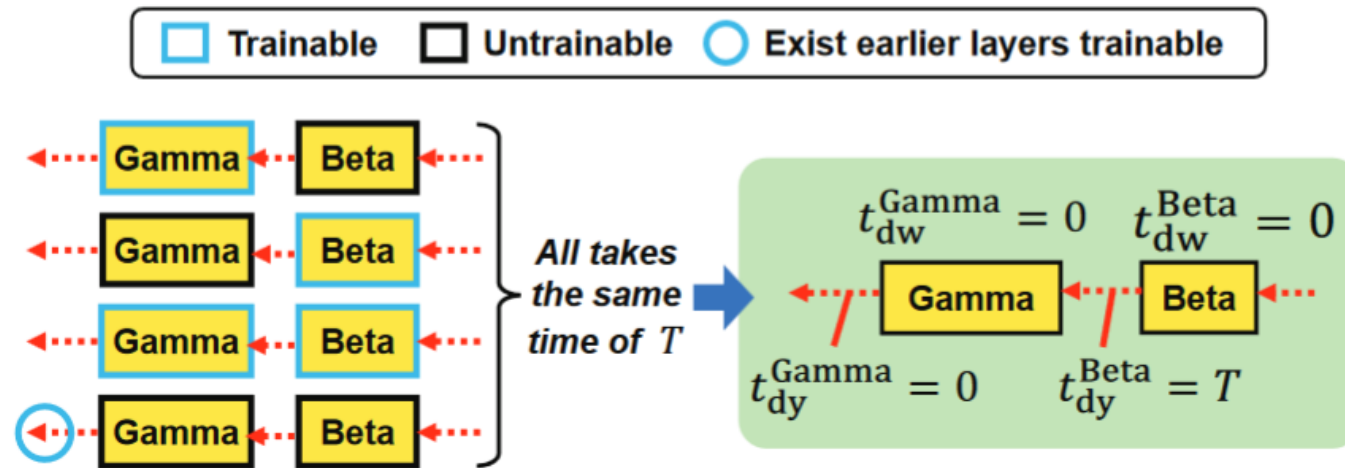 Trainable Untrainable Exist earlier layers trainable
Gamma Beta
Gamma Beta
Gamma Beta
Gamma Beta
All takes
the same
time of T
t_dw^Gamma = 0 t_dw^Beta = 0
Gamma Beta
t_dy^Gamma = 0 t_dy^Beta = T